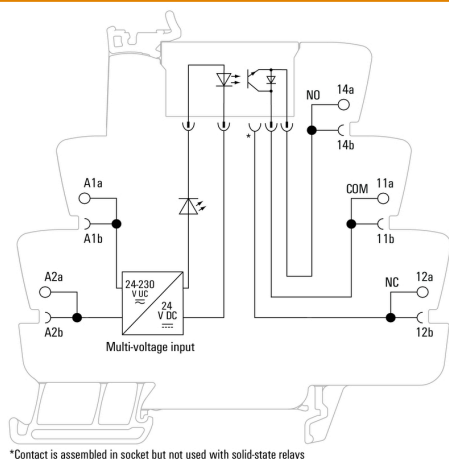 NO
14a
*
14b
A1a
COM
11a
A1b
11b
A2a
24-230
V UC
24
V DC
NC
12a
A2b
12b
Multi-voltage input
*Contact is assembled in socket but not used with solid-state relays